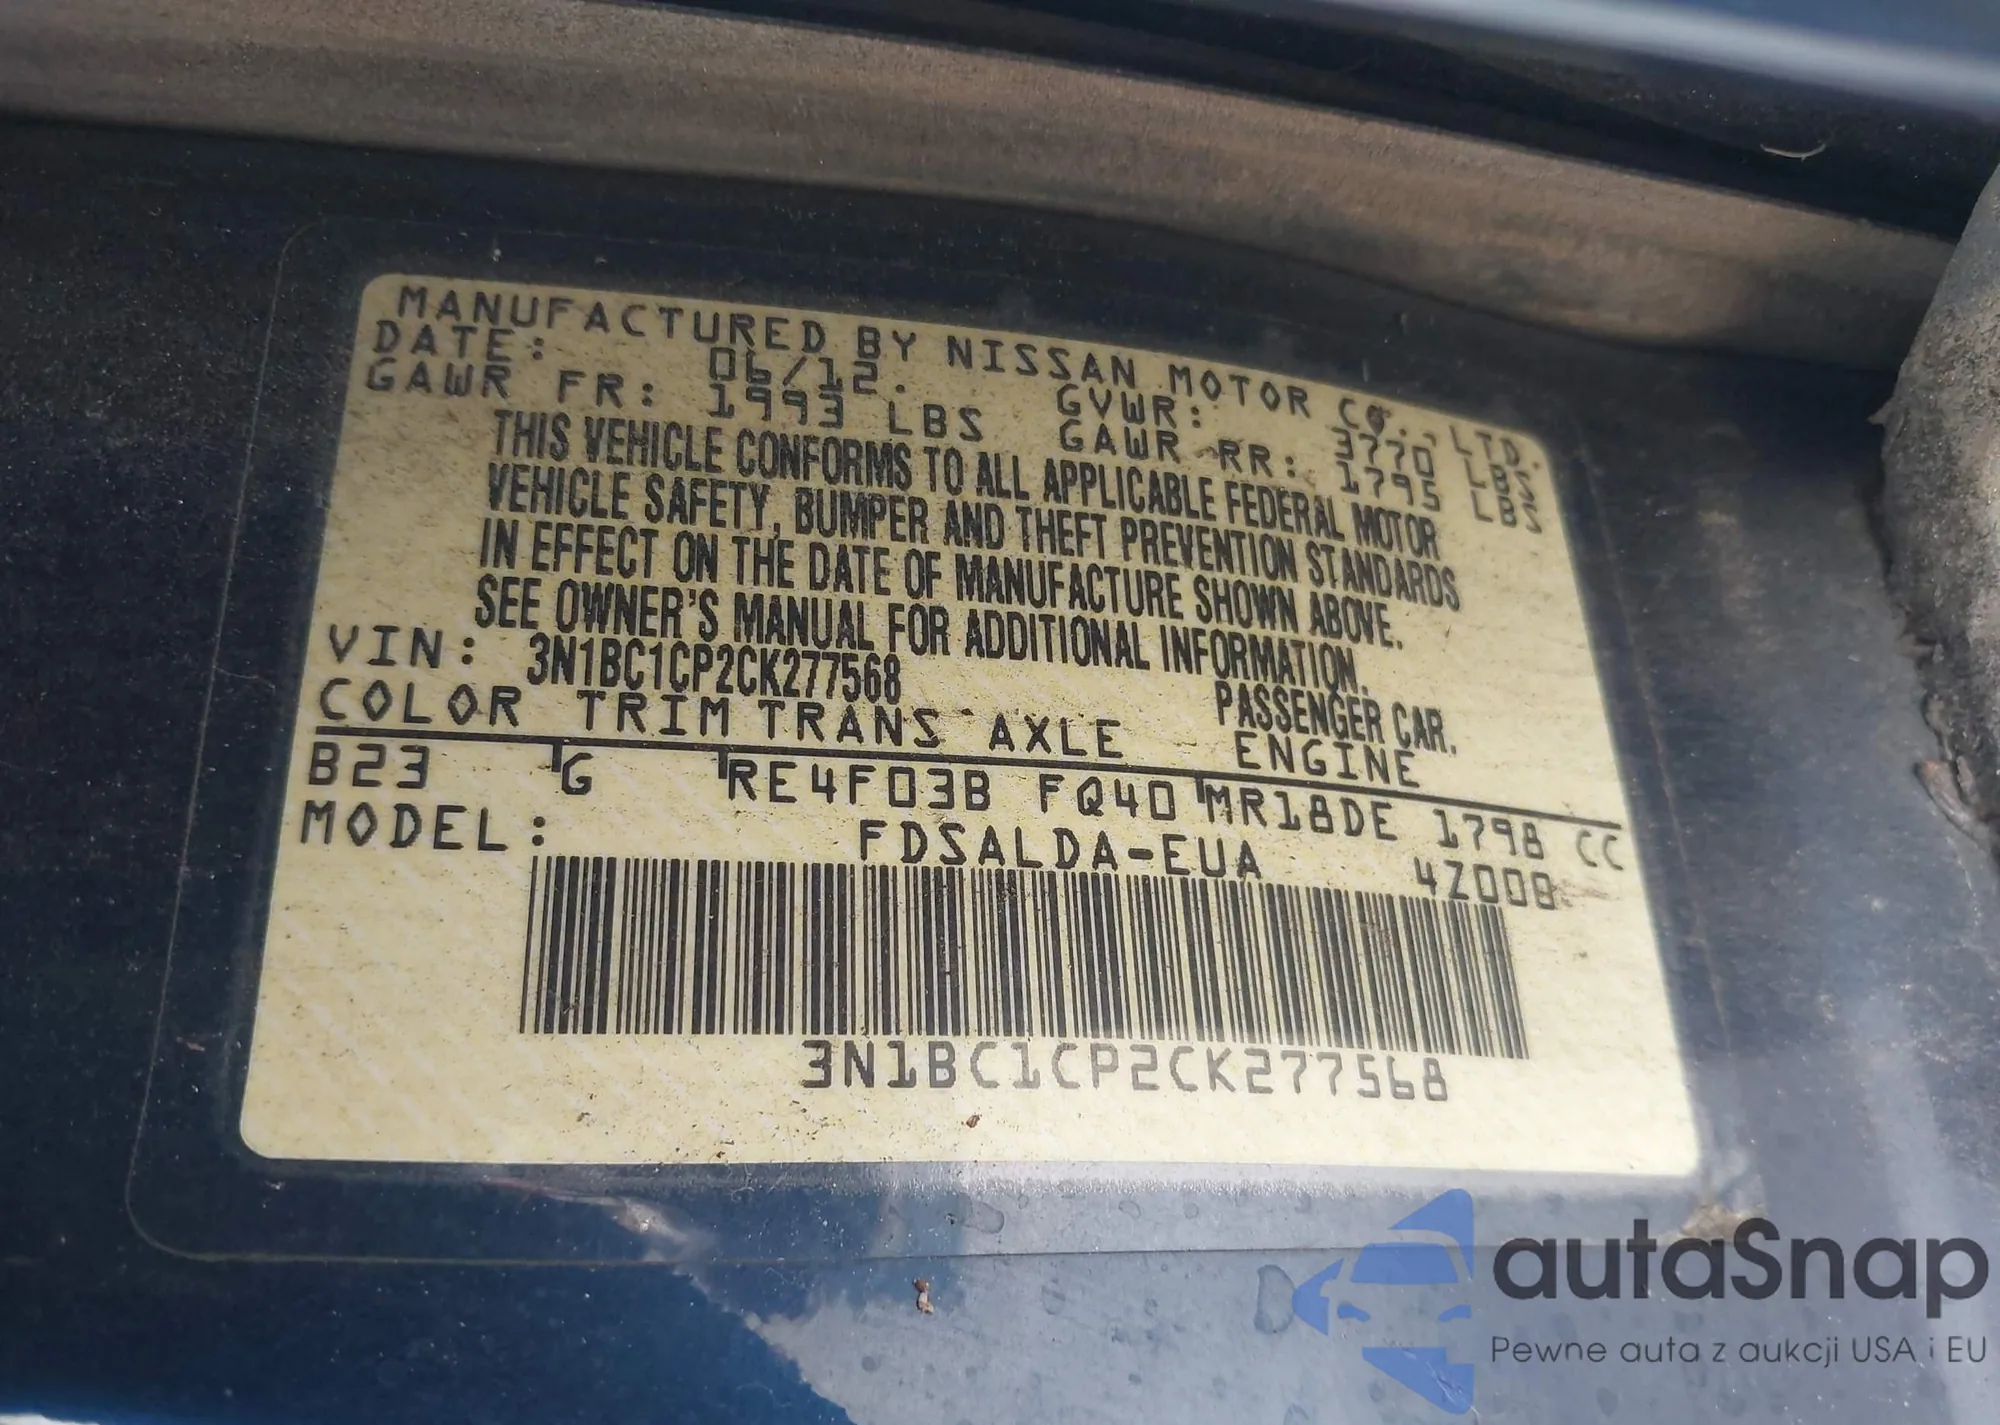 MANUFACTURED BY NISSAN MOTOR CO., LTD.
DATE: 06/12. GVWR: 3770 LBS
GAWR FR: 1993 LBS GAWR RR: 1795 LBS
THIS VEHICLE CONFORMS TO ALL APPLICABLE FEDERAL MOTOR
VEHICLE SAFETY, BUMPER AND THEFT PREVENTION STANDARDS
IN EFFECT ON THE DATE OF MANUFACTURE SHOWN ABOVE.
SEE OWNER'S MANUAL FOR ADDITIONAL INFORMATION.
VIN: 3N1BC1CP2CK277568 PASSENGER CAR.
COLOR TRIM TRANS AXLE ENGINE
B23 G RE4F03B FQ40 MR18DE 1798 CC
MODEL: FDSALDA-EUA 4Z008
3N1BC1CP2CK277568
autaSnap
Pewne auta z aukcji USA i EU